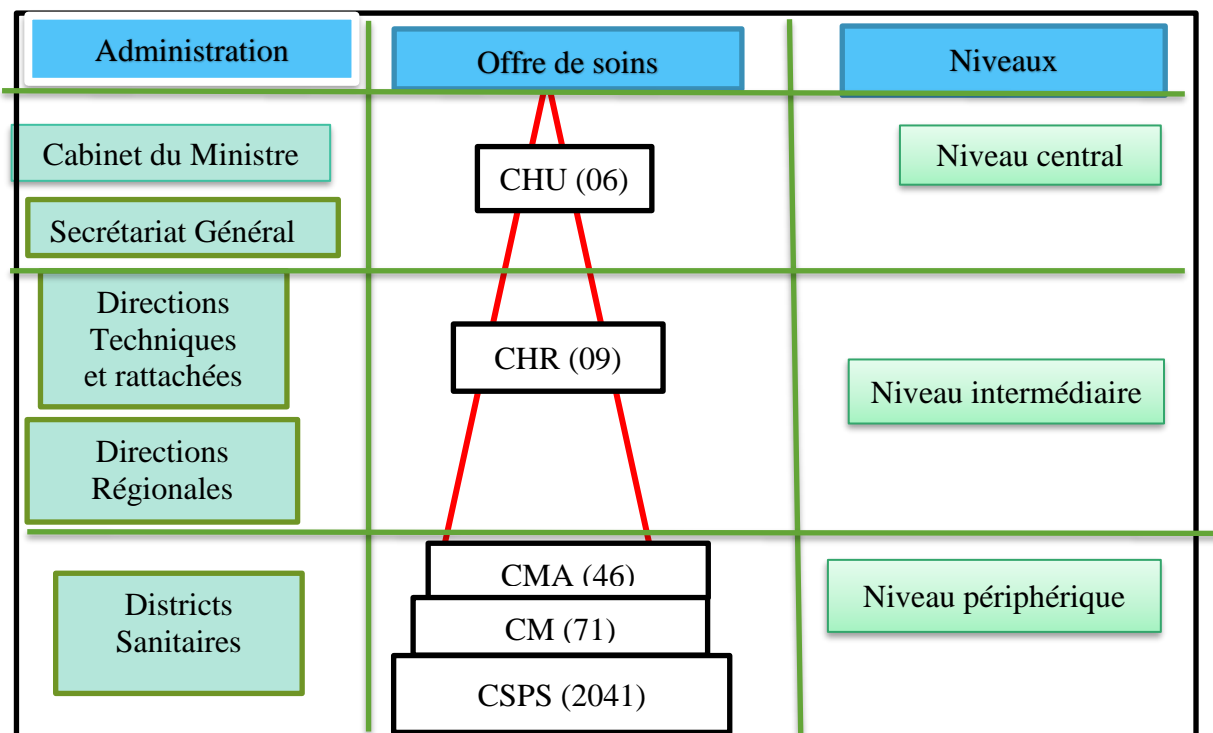 Administration
Offre de soins
Niveaux
Cabinet du Ministre
CHU (06)
Niveau central
Secrétariat Général
Directions
Techniques
et rattachées
CHR (09)
Niveau intermédiaire
Directions
Régionales
CMA (46)
Niveau périphérique
Districts
Sanitaires
CM (71)
CSPS (2041)